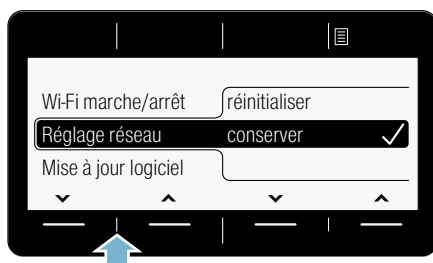 Wi-Fi marche/arrêt réinitialiser
Réglage réseau conserver
Mise à jour logiciel